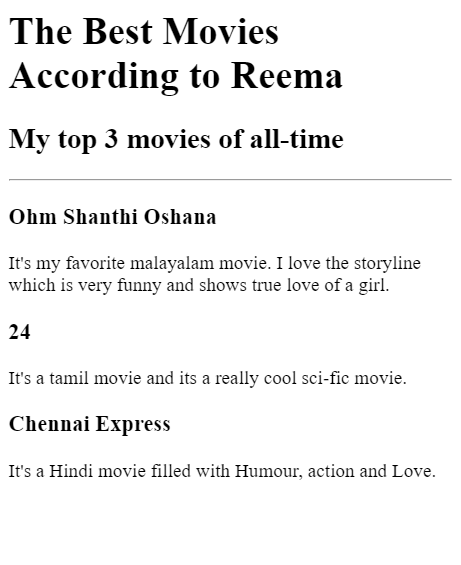 The Best Movies
According to Reema
My top 3 movies of all-time
Ohm Shanthi Oshana
It's my favorite malayalam movie. I love the storyline
which is very funny and shows true love of a girl.
24
It's a tamil movie and its a really cool sci-fic movie.
Chennai Express
It's a Hindi movie filled with Humour, action and Love.